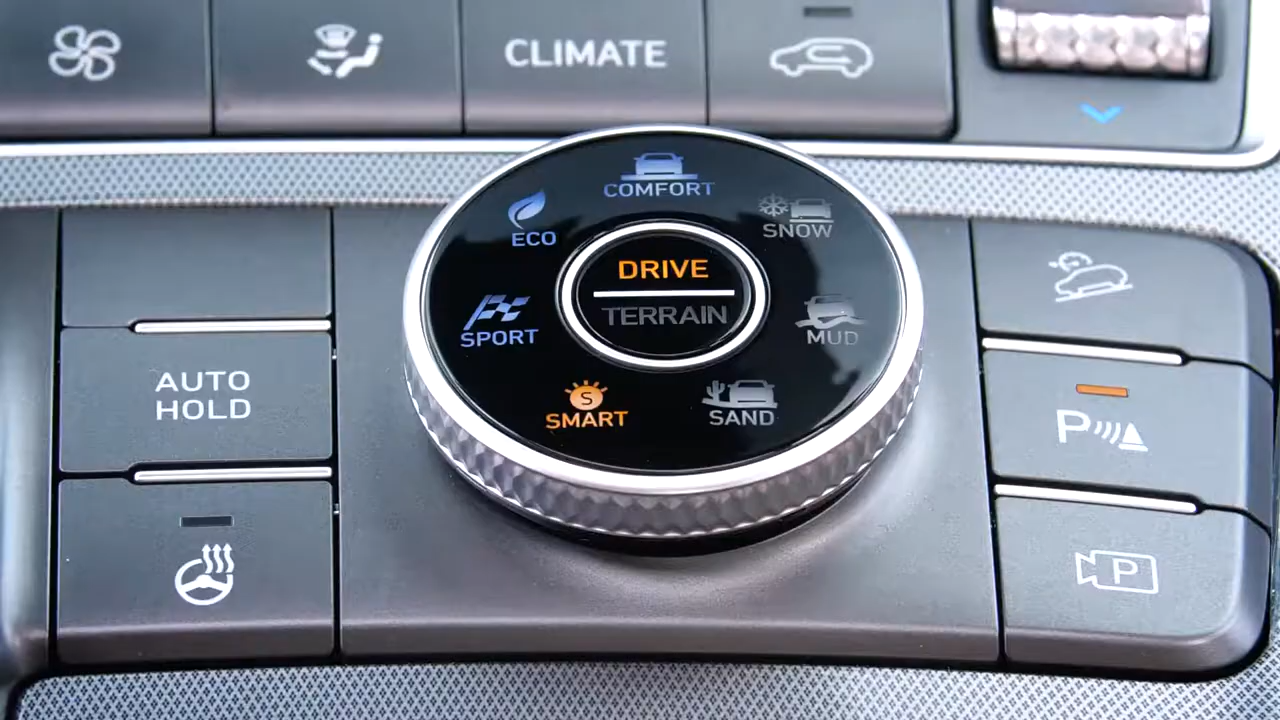 CLIMATE
COMFORT
ECO
SNOW
DRIVE
TERRAIN
SPORT
MUD
AUTO
HOLD
S
SMART
SAND
P
P